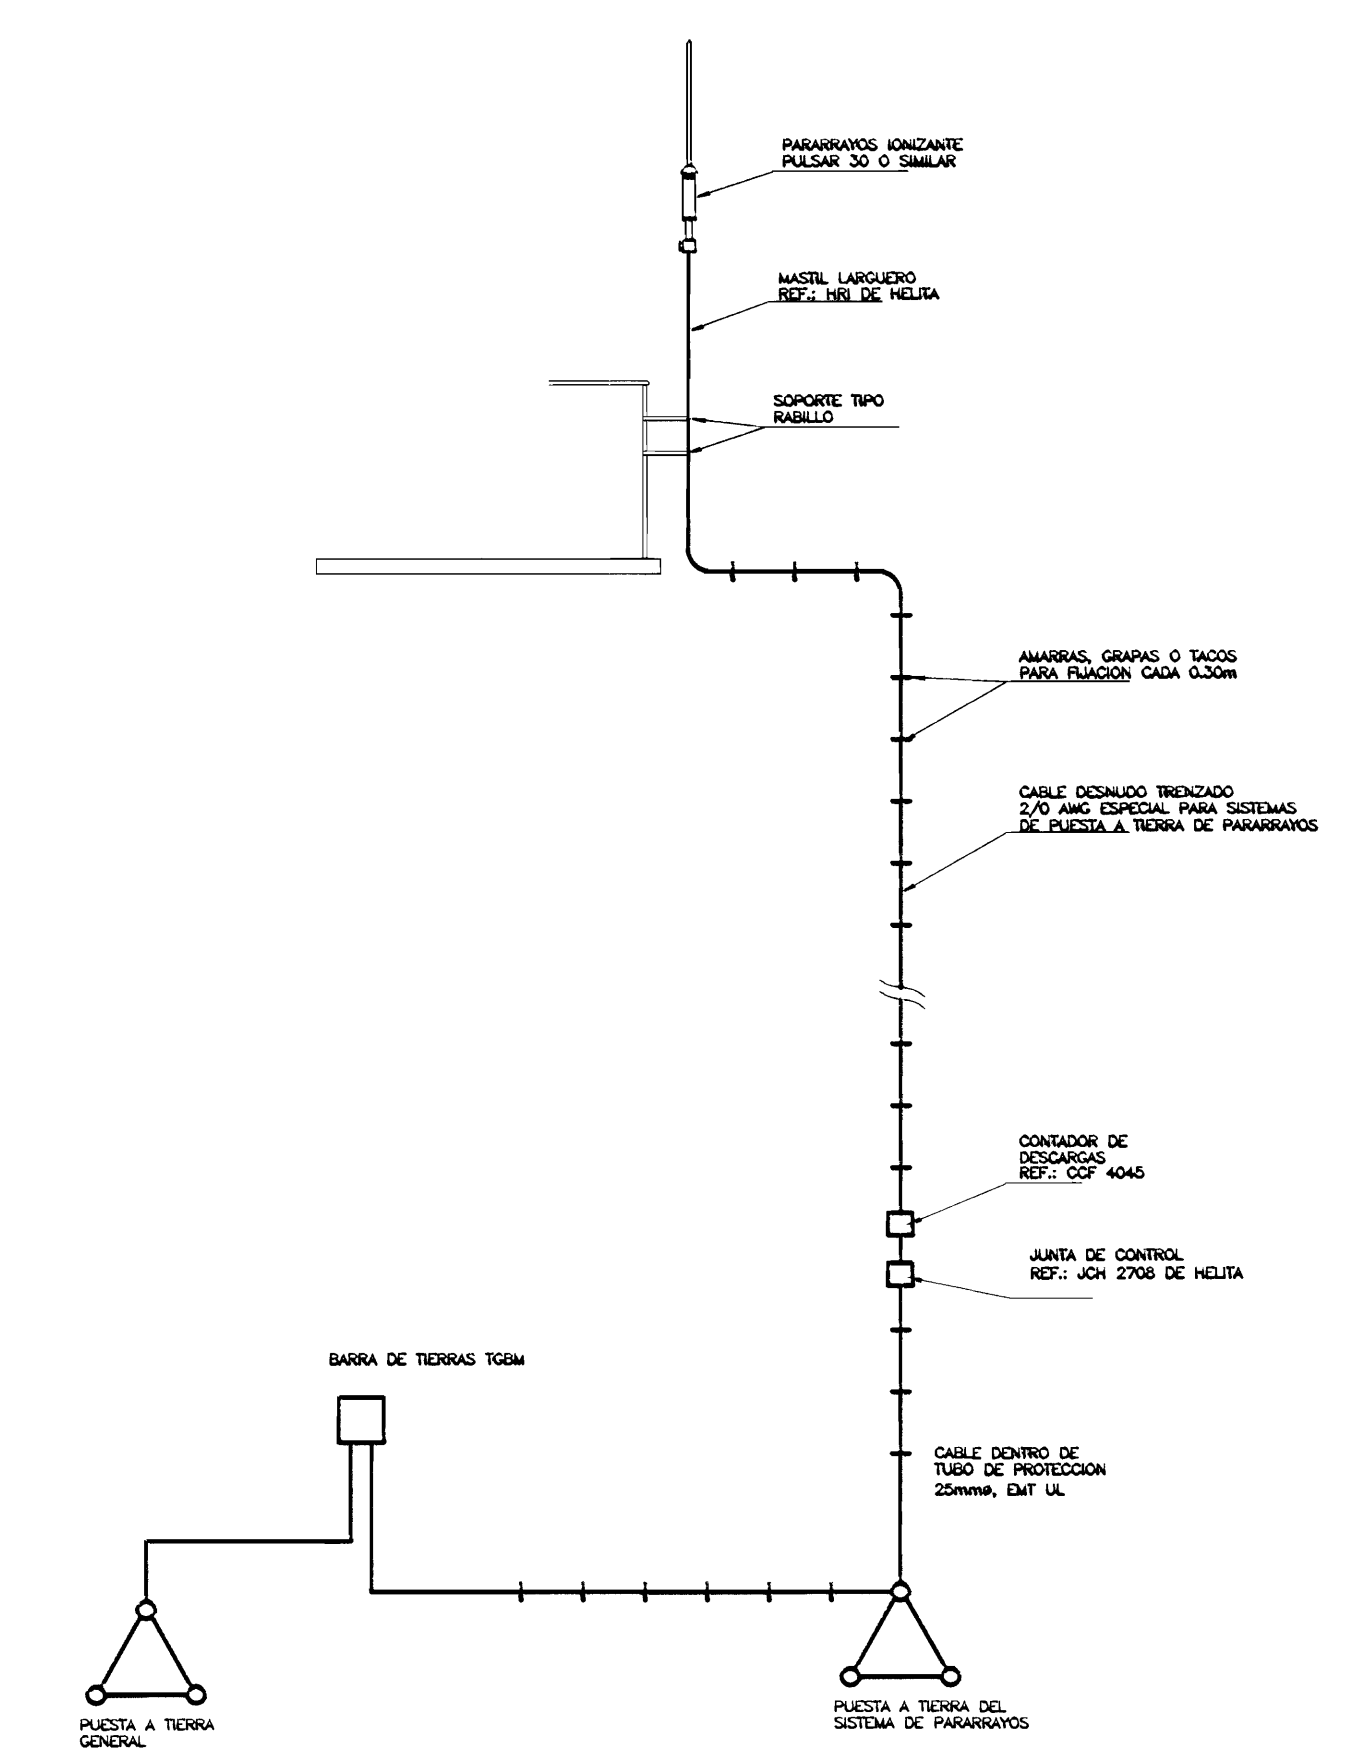 PARARRAYOS IONIZANTE
PULSAR 30 O SIMILAR
MASTIL LARGUERO
REF.: HRI DE HELITA
SOPORTE TIPO
RABILLO
AMARRAS, GRAPAS O TACOS
PARA FIJACION CADA 0.30m
CABLE DESNUDO TRENZADO
2/0 AWG ESPECIAL PARA SISTEMAS
DE PUESTA A TIERRA DE PARARRAYOS
CONTADOR DE
DESCARGAS
REF.: CCF 4045
JUNTA DE CONTROL
REF.: JCH 2708 DE HELITA
BARRA DE TIERRAS TGBM
CABLE DENTRO DE
TUBO DE PROTECCION
25mmø, EMT UL
PUESTA A TIERRA DEL
SISTEMA DE PARARRAYOS
PUESTA A TIERRA
GENERAL